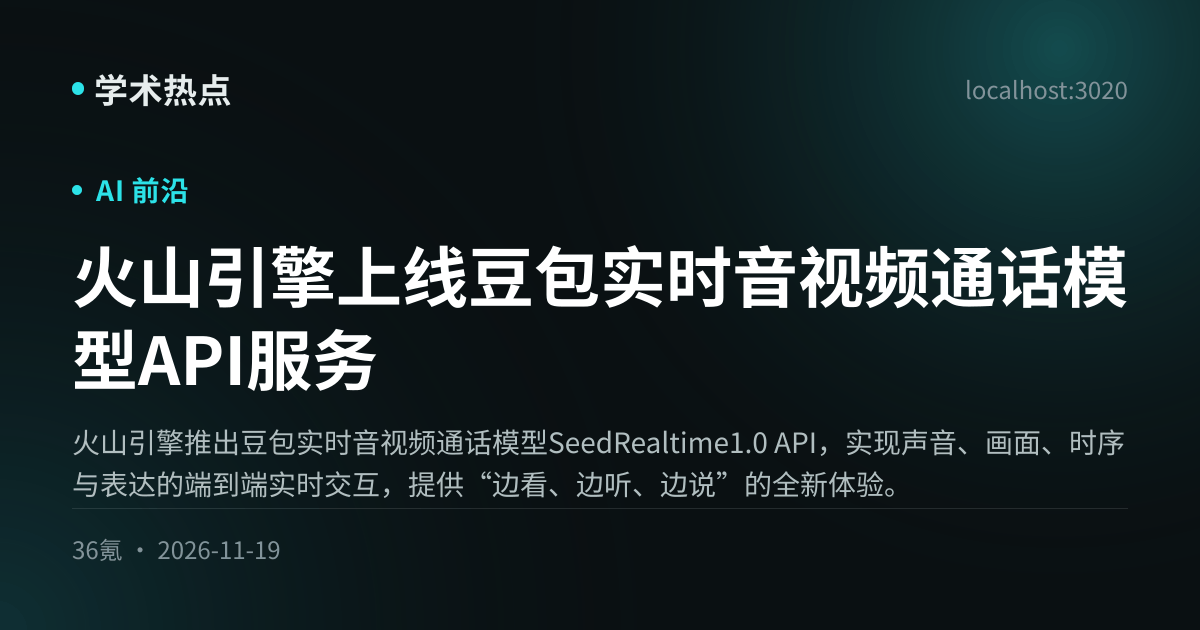 学术热点
localhost:3020
AI 前沿
火山引擎上线豆包实时音视频通话模
型API服务
火山引擎推出豆包实时音视频通话模型SeedRealtime1.0 API，实现声音、画面、时序
与表达的端到端实时交互，提供“边看、边听、边说”的全新体验。
36氪 · 2026-11-19